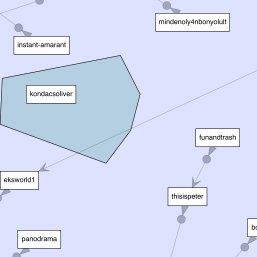 mindenoly4nbonyolult
instant-amarant
kondacsoliver
funandtrash
eksworld1
thisispeter
panodrama